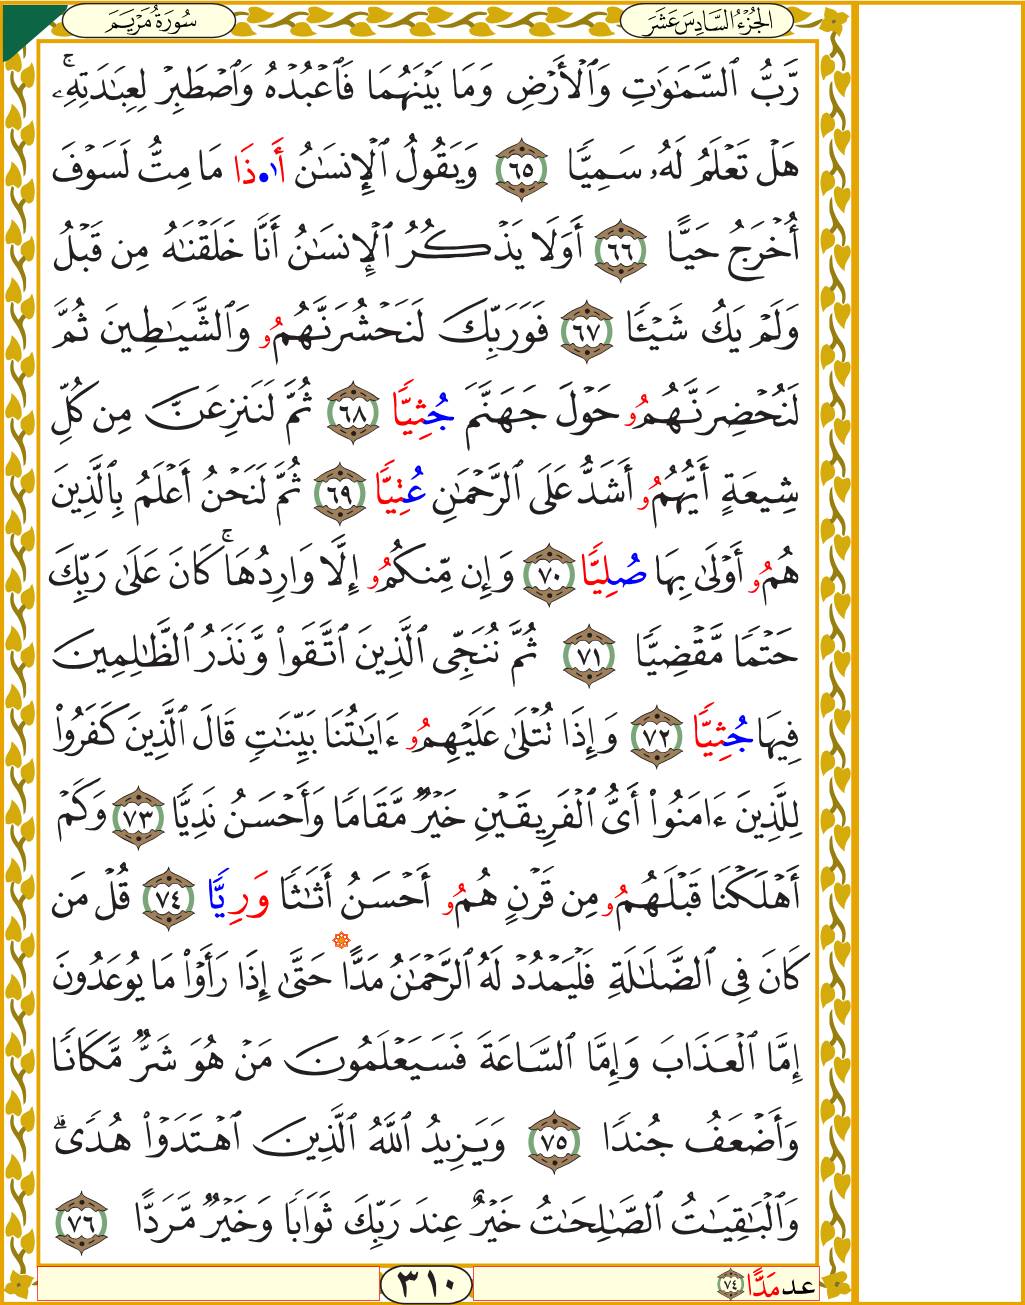 الجُزْءُ السَّادِسَ عَشَرَ
سُورَةُ مَرْيَمَ
رَّبُّ ٱلسَّمَٰوَٰتِ وَٱلْأَرْضِ وَمَا بَيْنَهُمَا فَٱعْبُدْهُ وَٱصْطَبِرْ لِعِبَٰدَتِهِۦۚ
هَلْ تَعْلَمُ لَهُۥ سَمِيًّا ٦٥ وَيَقُولُ ٱلْإِنسَٰنُ أَا۬ذَا مَا مِتُّ لَسَوْفَ
أُخْرَجُ حَيًّا ٦٦ أَوَلَا يَذَّكَّرُ ٱلْإِنسَٰنُ أَنَّا خَلَقْنَٰهُ مِن قَبْلُ
وَلَمْ يَكُ شَيْـًٔا ٦٧ فَوَرَبِّكَ لَنَحْشُرَنَّهُمُو وَٱلشَّيَٰطِينَ ثُمَّ
لَنُحْضِرَنَّهُمُو حَوْلَ جَهَنَّمَ جُثِيًّا ٦٨ ثُمَّ لَنَنزِعَنَّ مِن كُلِّ
شِيعَةٍ أَيُّهُمُو أَشَدُّ عَلَى ٱلرَّحْمَٰنِ عُتِيًّا ٦٩ ثُمَّ لَنَحْنُ أَعْلَمُ بِٱلَّذِينَ
هُمُو أَوْلَىٰ بِهَا صُلِيًّا ٧٠ وَإِن مِّنكُمُو إِلَّا وَارِدُهَاۚ كَانَ عَلَىٰ رَبِّكَ
حَتْمًا مَّقْضِيًّا ٧١ ثُمَّ نُنَجِّى ٱلَّذِينَ ٱتَّقَوا۟ وَّنَذَرُ ٱلظَّٰلِمِينَ
فِيهَا جُثِيًّا ٧٢ وَإِذَا تُتْلَىٰ عَلَيْهِمُو ءَايَٰتُنَا بَيِّنَٰتٍ قَالَ ٱلَّذِينَ كَفَرُوا۟
لِلَّذِينَ ءَامَنُوا۟ أَىُّ ٱلْفَرِيقَيْنِ خَيْرٌ مَّقَامًا وَأَحْسَنُ نَدِيًّا ٧٣ وَكَمْ
أَهْلَكْنَا قَبْلَهُمُو مِن قَرْنٍ هُمُو أَحْسَنُ أَثَٰثًا وَرِيًّا ٧٤ قُلْ مَن
كَانَ فِى ٱلضَّلَٰلَةِ فَلْيَمْدُدْ لَهُ ٱلرَّحْمَٰنُ مَدًّا حَتَّىٰ إِذَا رَأَوْا۟ مَا يُوعَدُونَ
إِمَّا ٱلْعَذَابَ وَإِمَّا ٱلسَّاعَةَ فَسَيَعْلَمُونَ مَنْ هُوَ شَرٌّ مَّكَانًا
وَأَضْعَفُ جُندًا ٧٥ وَيَزِيدُ ٱللَّهُ ٱلَّذِينَ ٱهْتَدَوْا۟ هُدًىۗ
وَٱلْبَٰقِيَٰتُ ٱلصَّٰلِحَٰتُ خَيْرٌ عِندَ رَبِّكَ ثَوَابًا وَخَيْرٌ مَّرَدًّا ٧٦
عد مَدًّا ٧٤
٣١٠